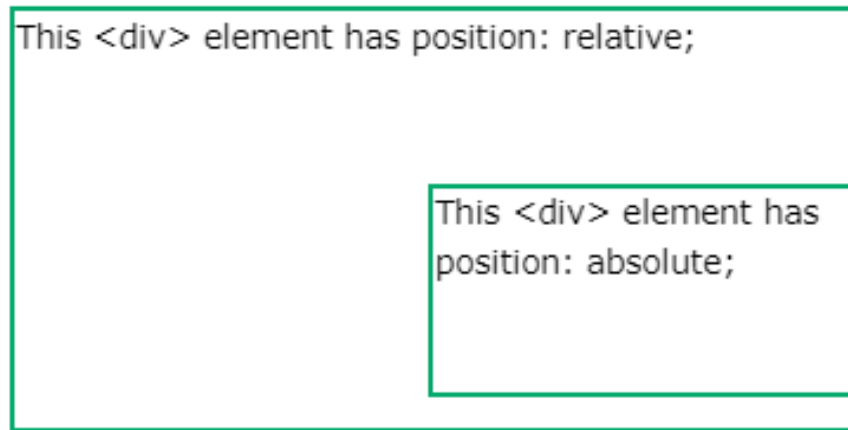 This <div> element has position: relative;
This <div> element has
position: absolute;